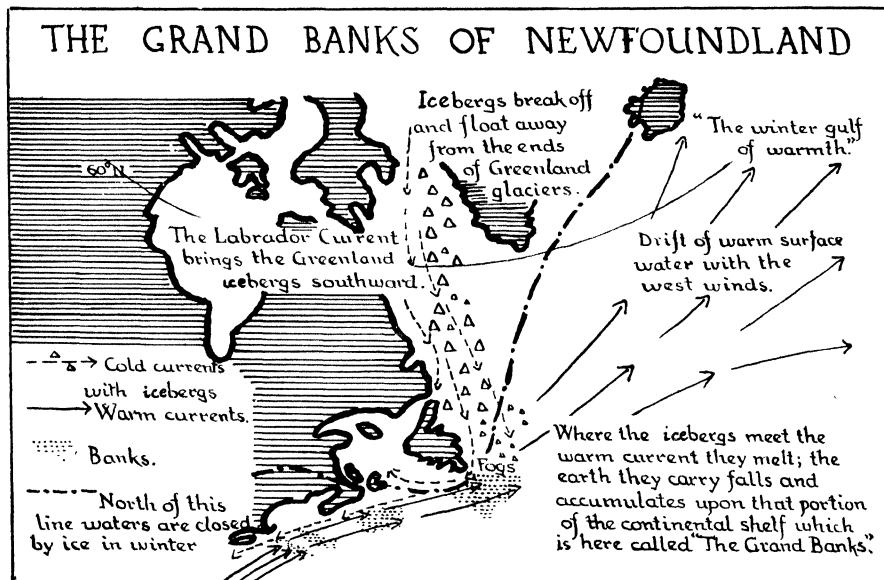 THE GRAND BANKS OF NEWFOUNDLAND
Icebergs break off
and float away
from the ends
of Greenland
glaciers.
"The winter gulf
of warmth."
60°N
The Labrador Current
brings the Greenland
icebergs southward.
Drift of warm surface
water with the
west winds.
Cold currents
with icebergs
Warm currents.
Banks.
North of this
line waters are closed
by ice in winter
Fogs
Where the icebergs meet the
warm current they melt; the
earth they carry falls and
accumulates upon that portion
of the continental shelf which
is here called "The Grand Banks".